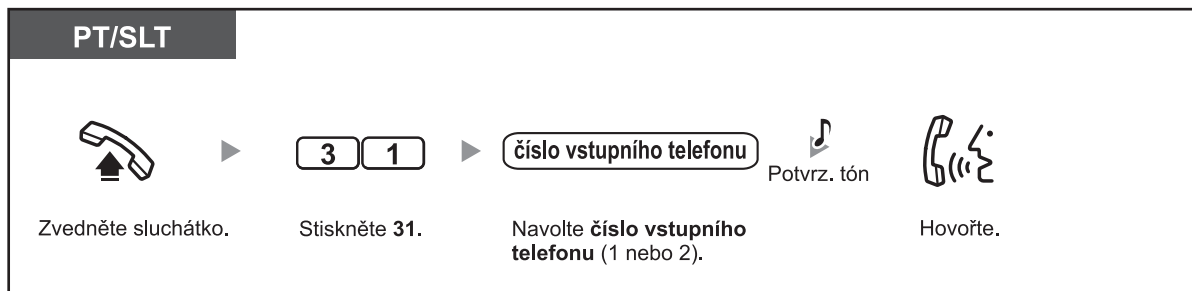 PT/SLT
3 1
číslo vstupního telefonu
Potvrz. tón
Zvedněte sluchátko.
Stiskněte 31.
Navolte číslo vstupního
telefonu (1 nebo 2).
Hovořte.